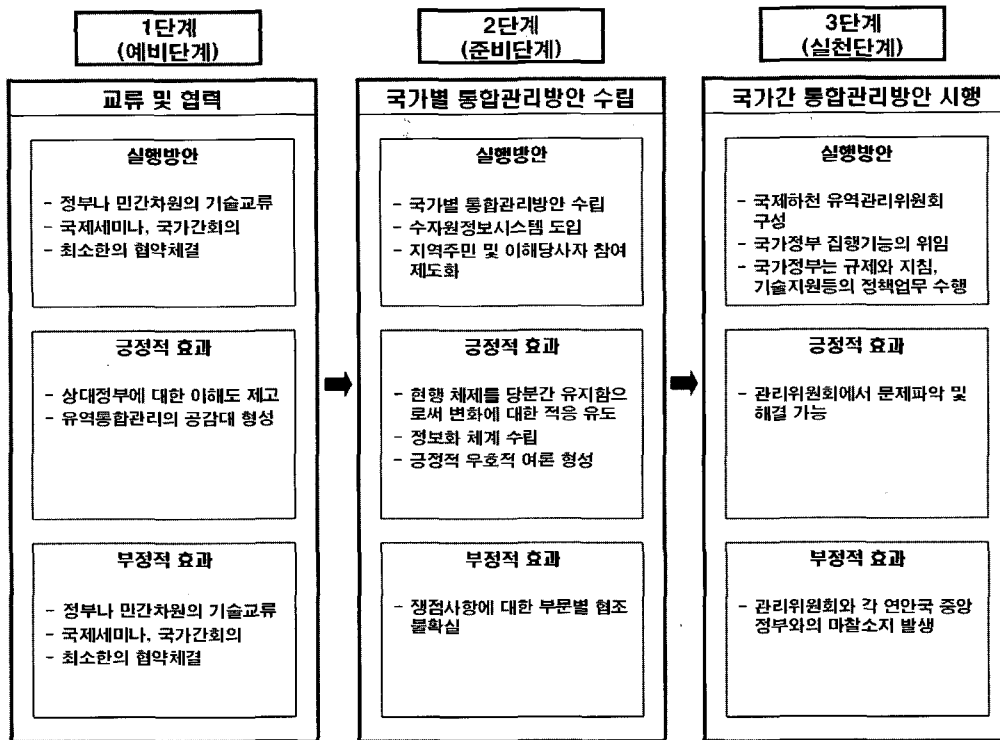 1단계
(예비단계)
교류 및 협력
실행방안
- 정부나 민간차원의 기술교류
- 국제세미나, 국가간회의
- 최소한의 협약체결
긍정적 효과
- 상대정부에 대한 이해도 제고
- 유역통합관리의 공감대 형성
부정적 효과
- 정부나 민간차원의 기술교류
- 국제세미나, 국가간회의
- 최소한의 협약체결
2단계
(준비단계)
국가별 통합관리방안 수립
실행방안
- 국가별 통합관리방안 수립
- 수자원정보시스템 도입
- 지역주민 및 이해당사자 참여
제도화
긍정적 효과
- 현행 체제를 당분간 유지함으
로써 변화에 대한 적응 유도
- 정보화 체계 수립
- 긍정적 우호적 여론 형성
부정적 효과
- 쟁점사항에 대한 부문별 협조
불확실
3단계
(실천단계)
국가간 통합관리방안 시행
실행방안
- 국제하천 유역관리위원회
구성
- 국가정부 집행기능의 위임
- 국가정부는 규제와 지침,
기술지원등의 정책업무 수행
긍정적 효과
- 관리위원회에서 문제파악 및
해결 가능
부정적 효과
- 관리위원회와 각 연안국 중앙
정부와의 마찰소지 발생